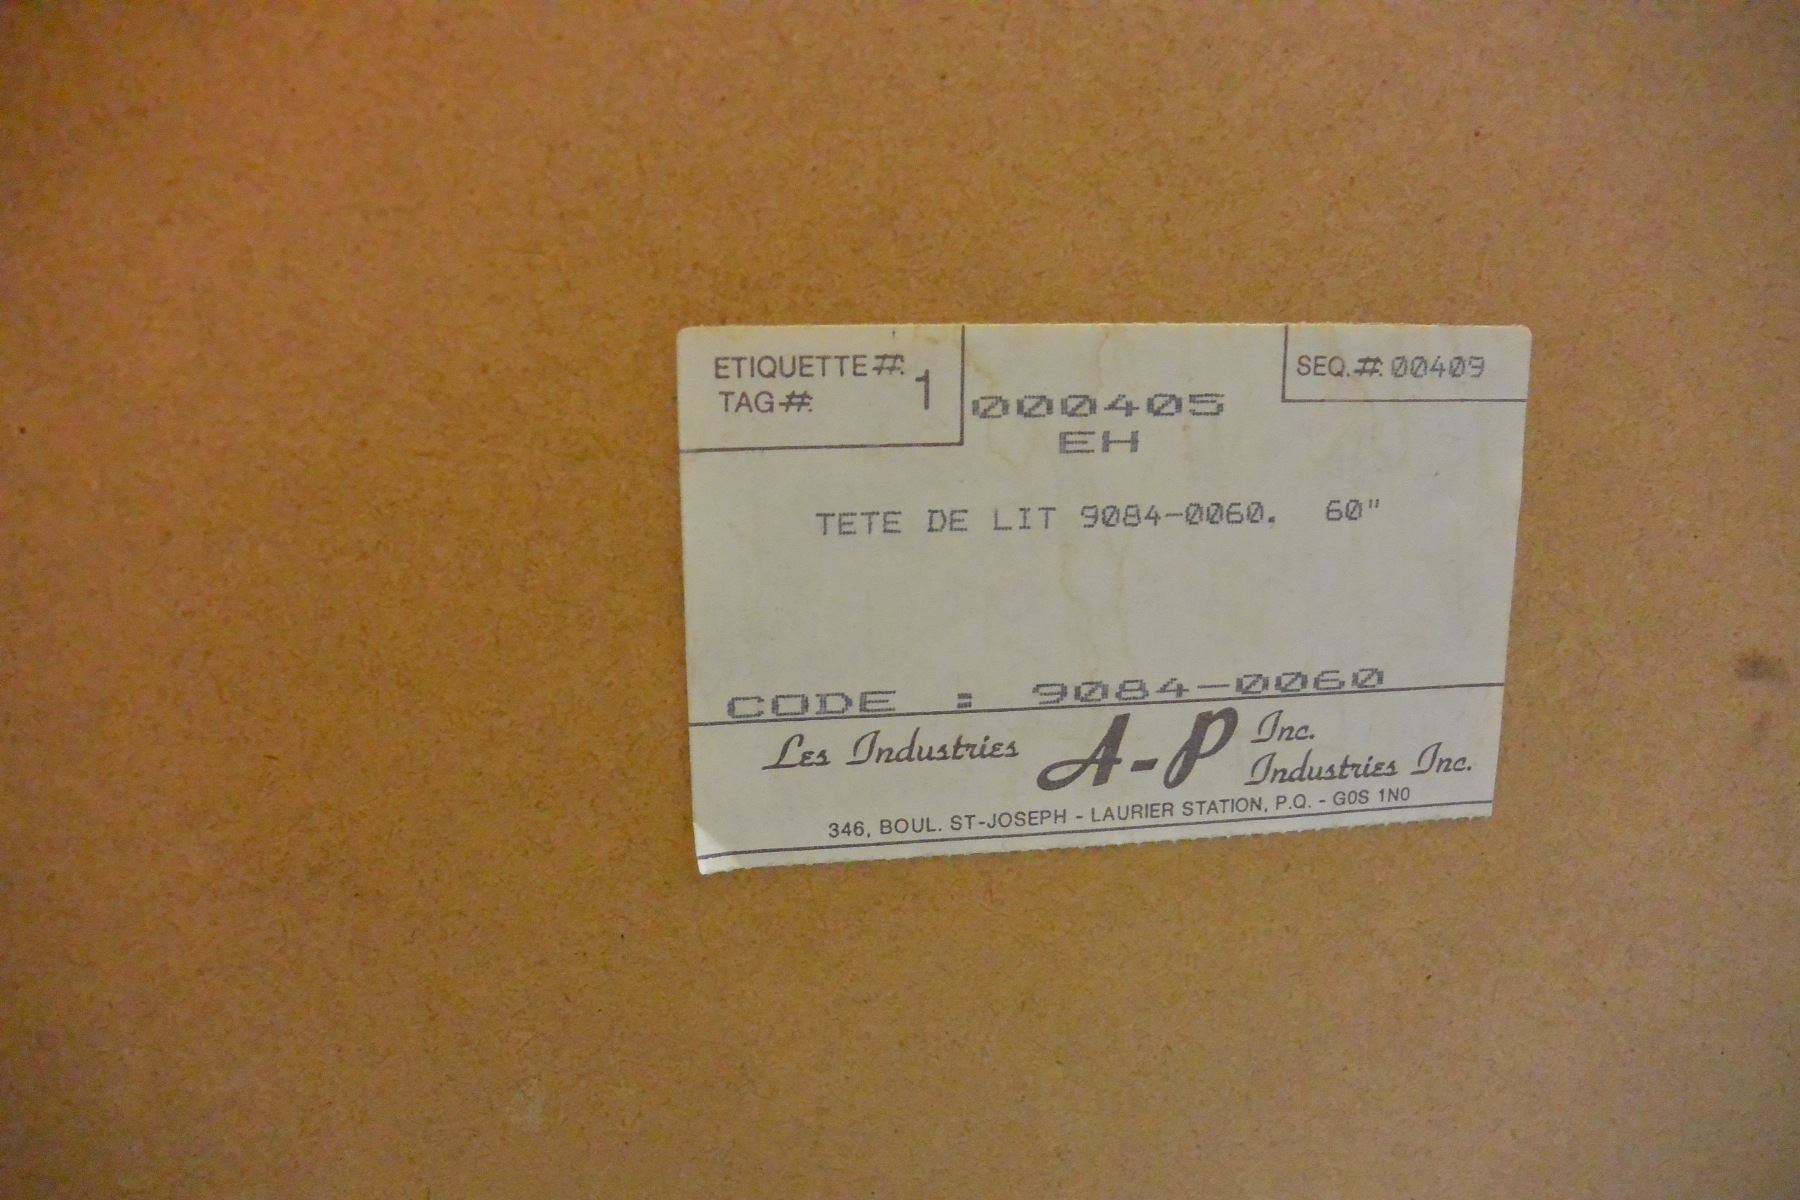 ETIQUETTE #.
TAG #. 1
000405
EH
SEQ. #. 00409
TETE DE LIT 9084-0060. 60"
CODE : 9084-0060
Les Industries A-P Inc.
Industries Inc.
346, BOUL. ST-JOSEPH - LAURIER STATION, P.Q. - G0S 1N0